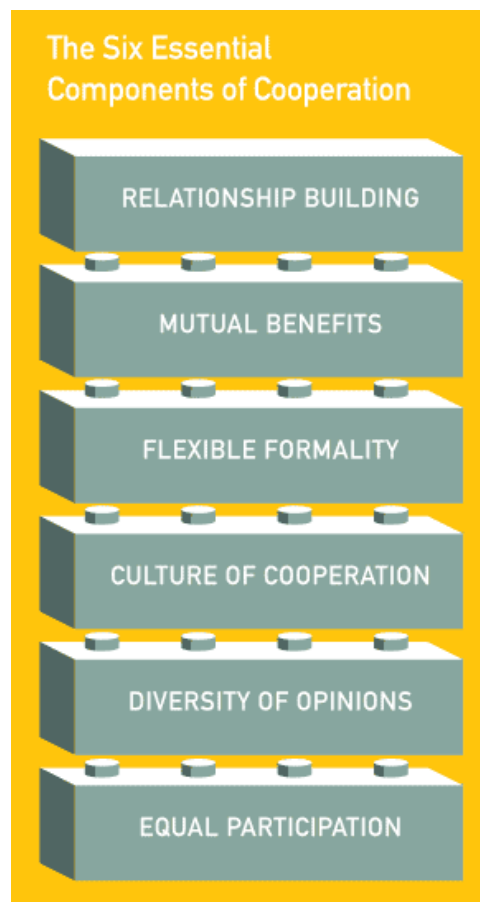 The Six Essential
Components of Cooperation
RELATIONSHIP BUILDING
MUTUAL BENEFITS
FLEXIBLE FORMALITY
CULTURE OF COOPERATION
DIVERSITY OF OPINIONS
EQUAL PARTICIPATION